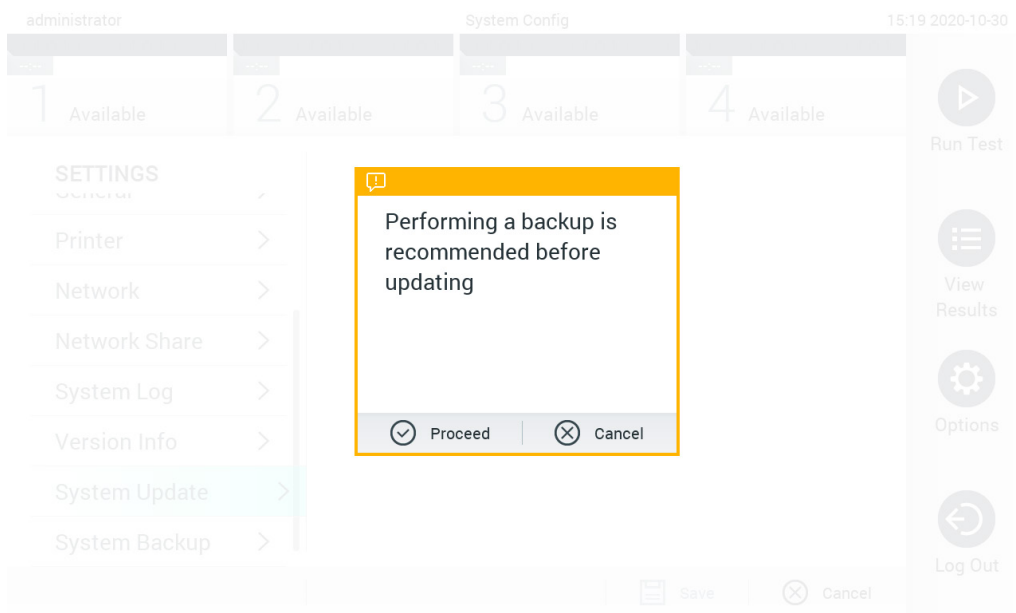 administrator
System Config
15:19 2020-10-30
1 Available
2 Available
3 Available
4 Available
Run Test
SETTINGS
General
Printer
Network
Network Share
System Log
Version Info
System Update
System Backup
Performing a backup is
recommended before
updating
Proceed
Cancel
View
Results
Options
Log Out
Save
Cancel